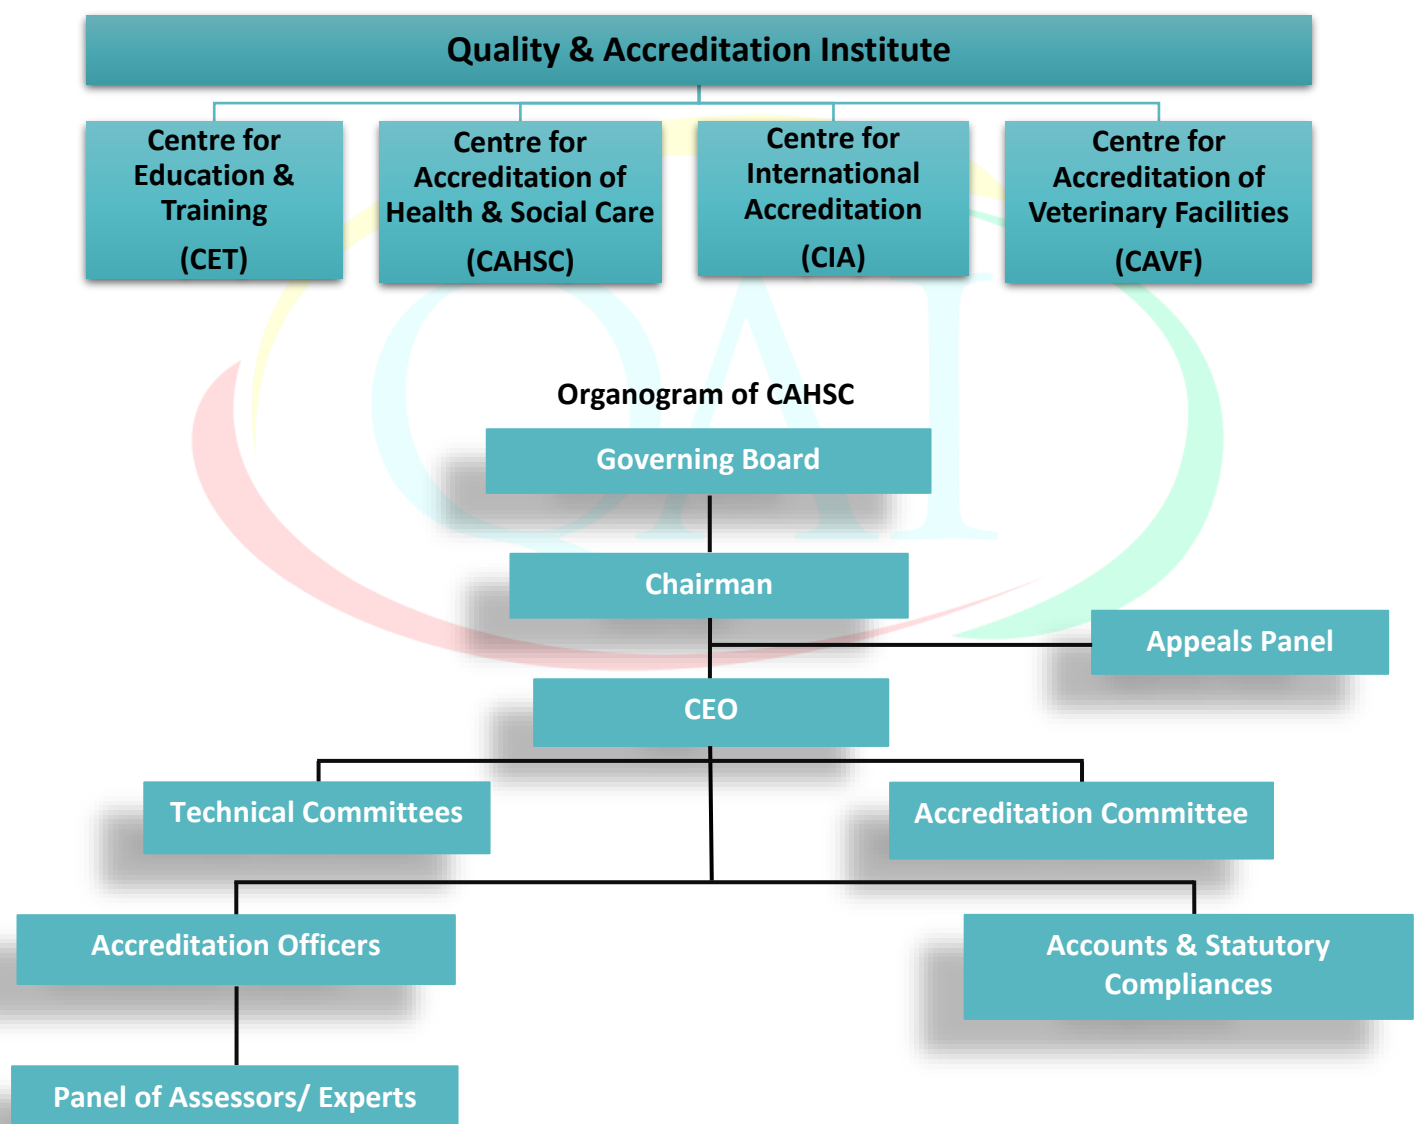 Quality & Accreditation Institute
Centre for
Education &
Training
(CET)
Centre for
Accreditation of
Health & Social Care
(CAHSC)
Centre for
International
Accreditation
(CIA)
Centre for
Accreditation of
Veterinary Facilities
(CAVF)
QAI
Organogram of CAHSC
Governing Board
Chairman
Appeals Panel
CEO
Technical Committees
Accreditation Committee
Accreditation Officers
Accounts & Statutory
Compliances
Panel of Assessors/ Experts